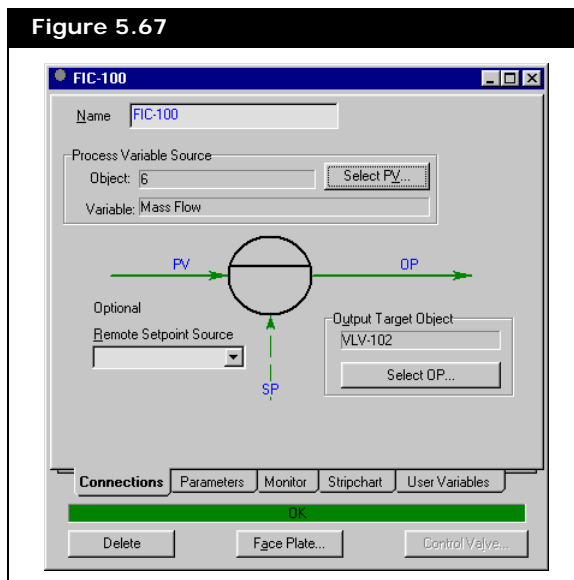 Figure 5.67
FIC-100
Name FIC-100
Process Variable Source
Object: 6 Select PV...
Variable: Mass Flow
PV OP
Optional
Remote Setpoint Source
Output Target Object
VLV-102
Select OP...
SP
Connections Parameters Monitor Stripchart User Variables
OK
Delete Face Plate... Control Valve...